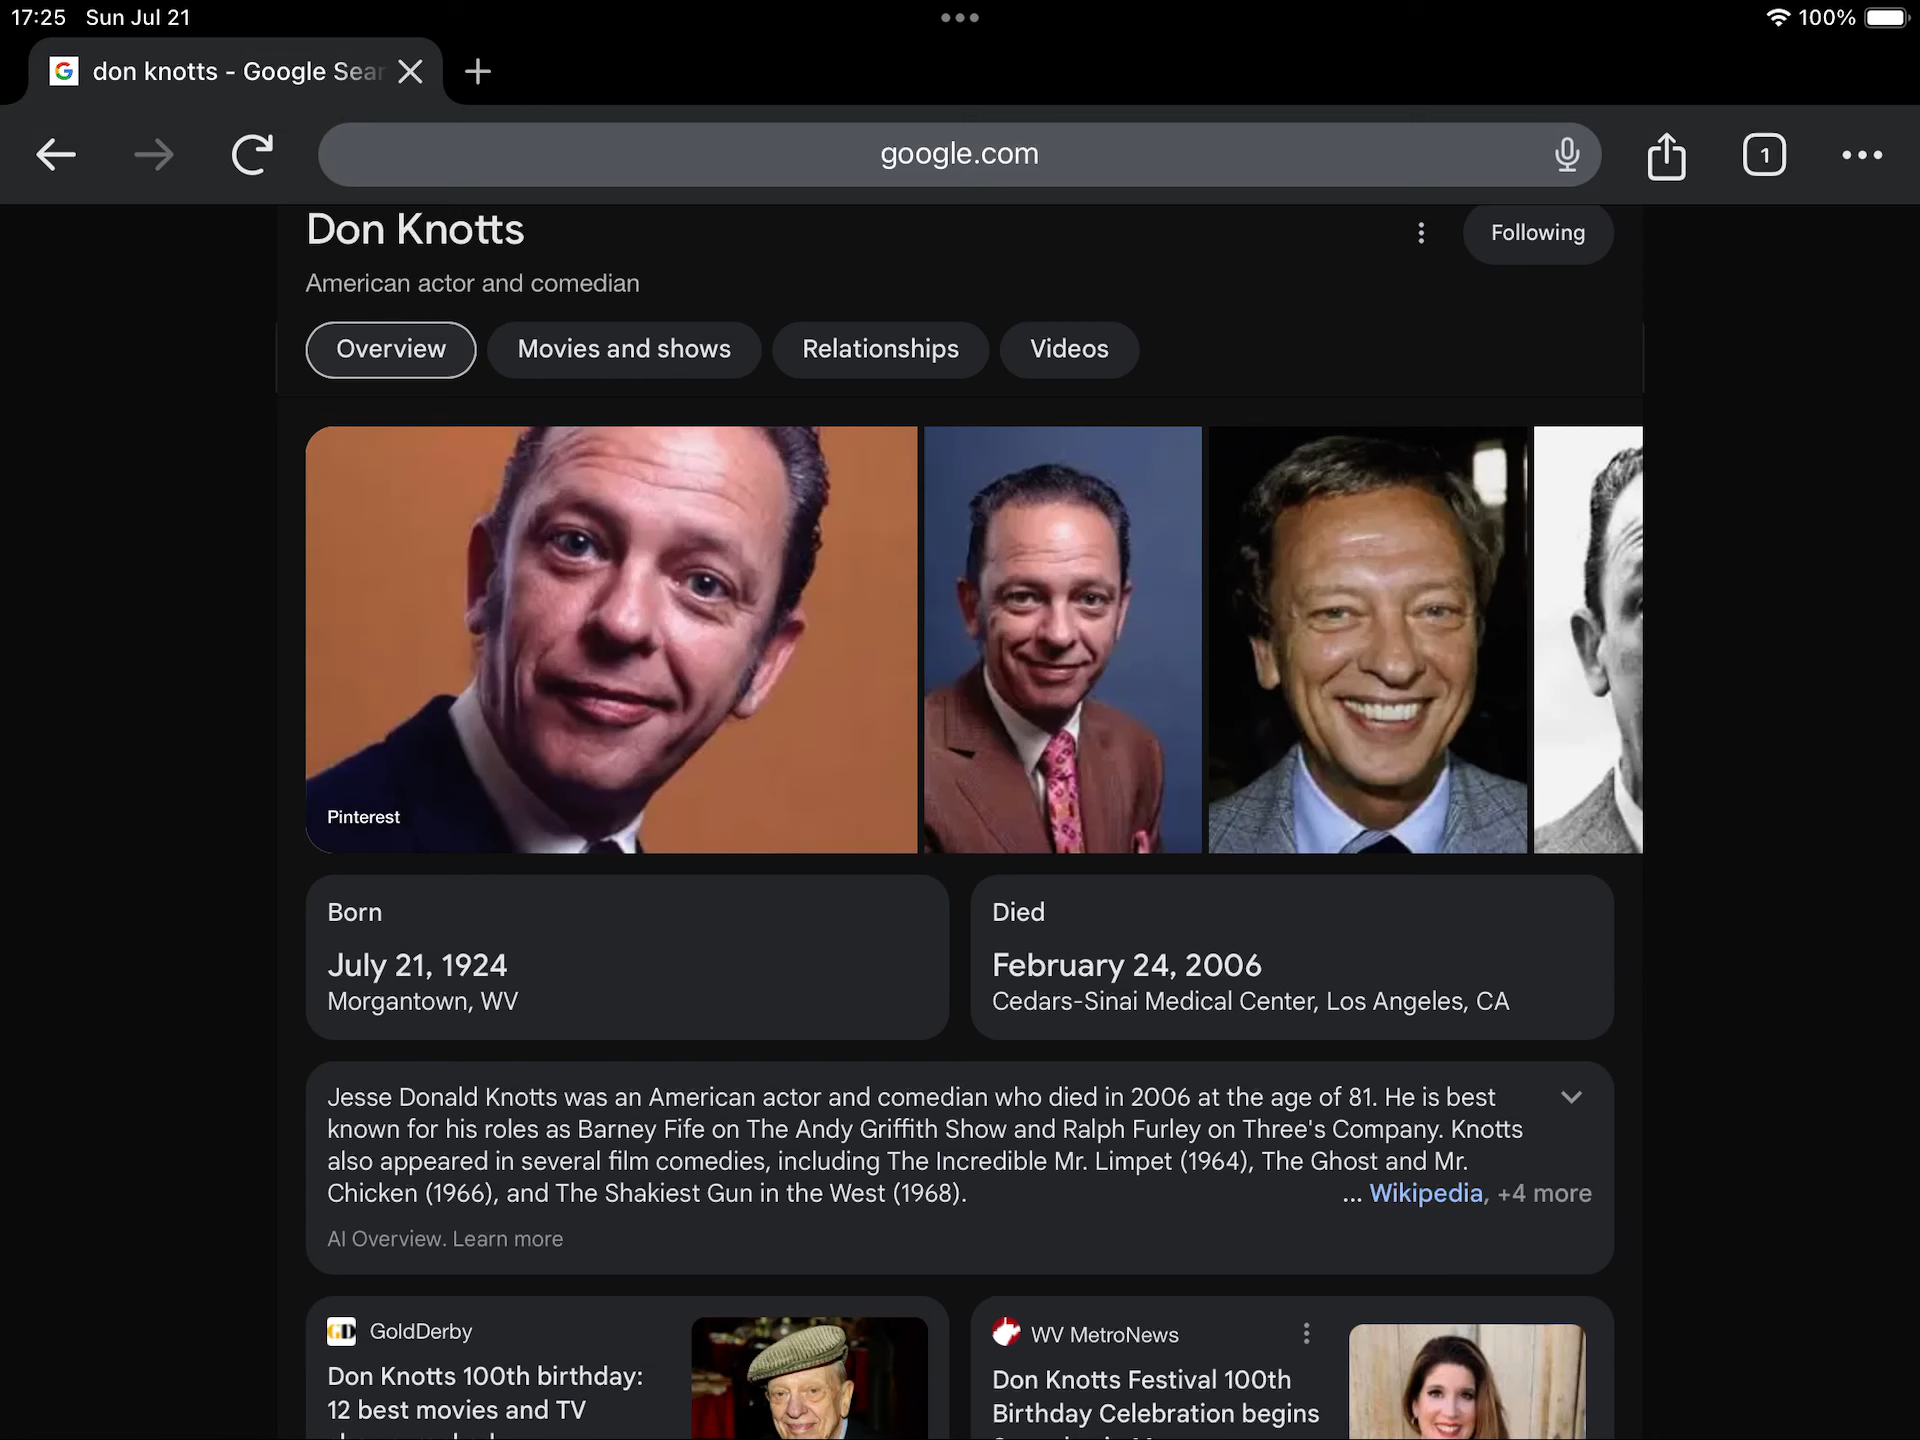 17:25 Sun Jul 21
100%
don knotts - Google Sear
google.com
1
Don Knotts
Following
American actor and comedian
Overview
Movies and shows
Relationships
Videos
Pinterest
Born
July 21, 1924
Morgantown, WV
Died
February 24, 2006
Cedars-Sinai Medical Center, Los Angeles, CA
Jesse Donald Knotts was an American actor and comedian who died in 2006 at the age of 81. He is best
known for his roles as Barney Fife on The Andy Griffith Show and Ralph Furley on Three's Company. Knotts
also appeared in several film comedies, including The Incredible Mr. Limpet (1964), The Ghost and Mr.
Chicken (1966), and The Shakiest Gun in the West (1968). ... Wikipedia, +4 more
AI Overview. Learn more
GD GoldDerby
Don Knotts 100th birthday:
12 best movies and TV
WV MetroNews
Don Knotts Festival 100th
Birthday Celebration begins